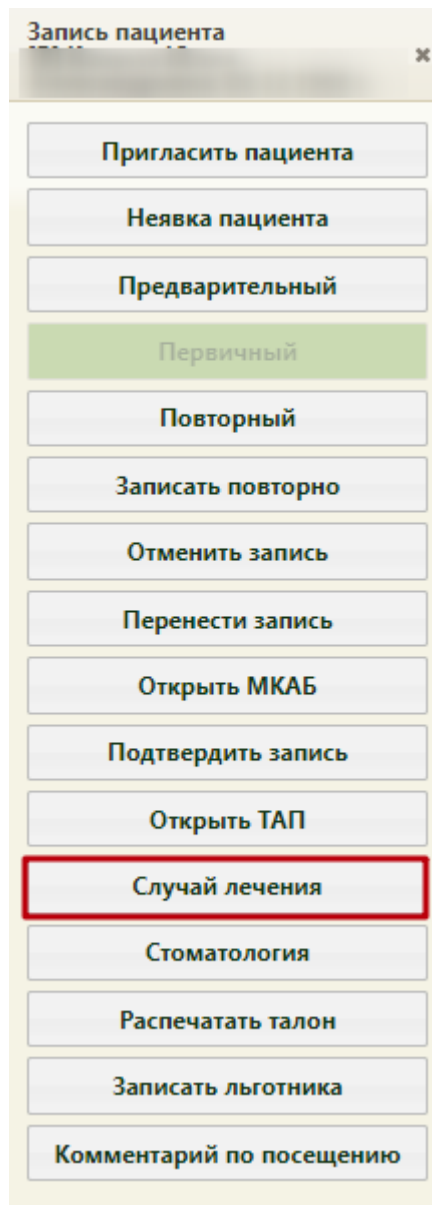 Запись пациента
Пригласить пациента
Неявка пациента
Предварительный
Первичный
Повторный
Записать повторно
Отменить запись
Перенести запись
Открыть МКАБ
Подтвердить запись
Открыть ТАП
Случай лечения
Стоматология
Распечатать талон
Записать льготника
Комментарий по посещению